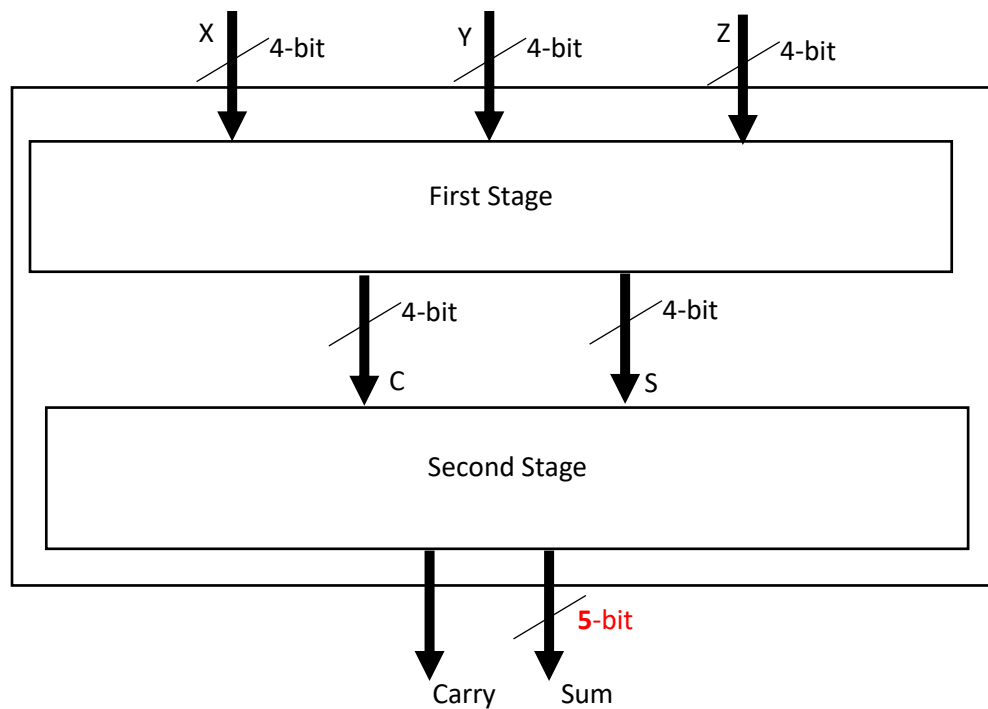 X
4-bit
Y
4-bit
Z
4-bit
First Stage
4-bit
4-bit
C
S
Second Stage
5-bit
Carry
Sum